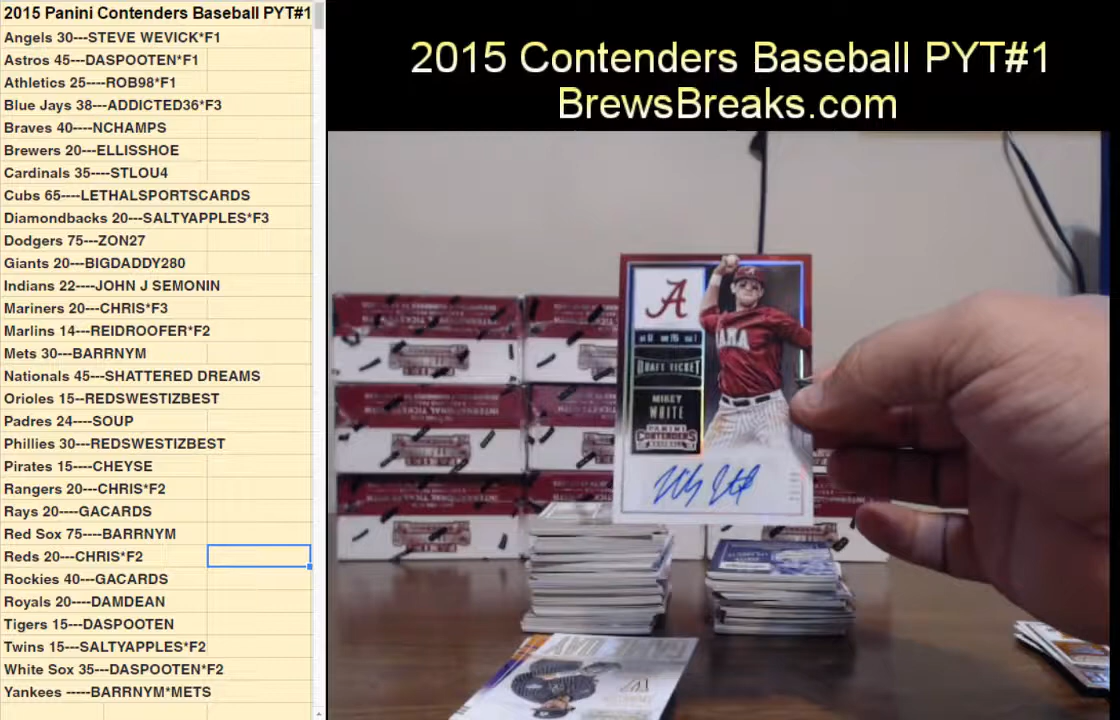 2015 Panini Contenders Baseball PYT#1
Angels 30---STEVE WEVICK*F1
Astros 45---DASPOOTEN*F1
Athletics 25----ROB98*F1
Blue Jays 38---ADDICTED36*F3
Braves 40----NCHAMPS
Brewers 20---ELLISSHOE
Cardinals 35----STLOU4
Cubs 65----LETHALSPORTSCARDS
Diamondbacks 20---SALTYAPPLES*F3
Dodgers 75---ZON27
Giants 20---BIGDADDY280
Indians 22----JOHN J SEMONIN
Mariners 20---CHRIS*F3
Marlins 14---REIDROOFER*F2
Mets 30---BARRNYM
Nationals 45---SHATTERED DREAMS
Orioles 15--REDSWESTIZBEST
Padres 24----SOUP
Phillies 30----REDSWESTIZBEST
Pirates 15----CHEYSE
Rangers 20---CHRIS*F2
Rays 20----GACARDS
Red Sox 75----BARRNYM
Reds 20---CHRIS*F2
Rockies 40---GACARDS
Royals 20----DAMDEAN
Tigers 15---DASPOOTEN
Twins 15----SALTYAPPLES*F2
White Sox 35---DASPOOTEN*F2
Yankees -----BARRNYM*METS
2015 Contenders Baseball PYT#1
BrewsBreaks.com
A
DRAFT TICKET
MIKEY
WHITE
PANINI
CONTENDERS